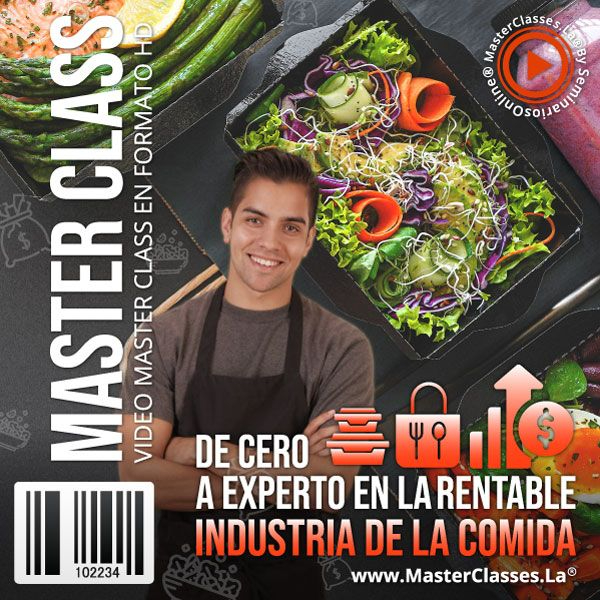 MASTER CLASS
VIDEO MASTER CLASS EN FORMATO HD
MasterClasses.La®By SeminariosOnline®
DE CERO
A EXPERTO EN LA RENTABLE
INDUSTRIA DE LA COMIDA
www.MasterClasses.La®
102234
$